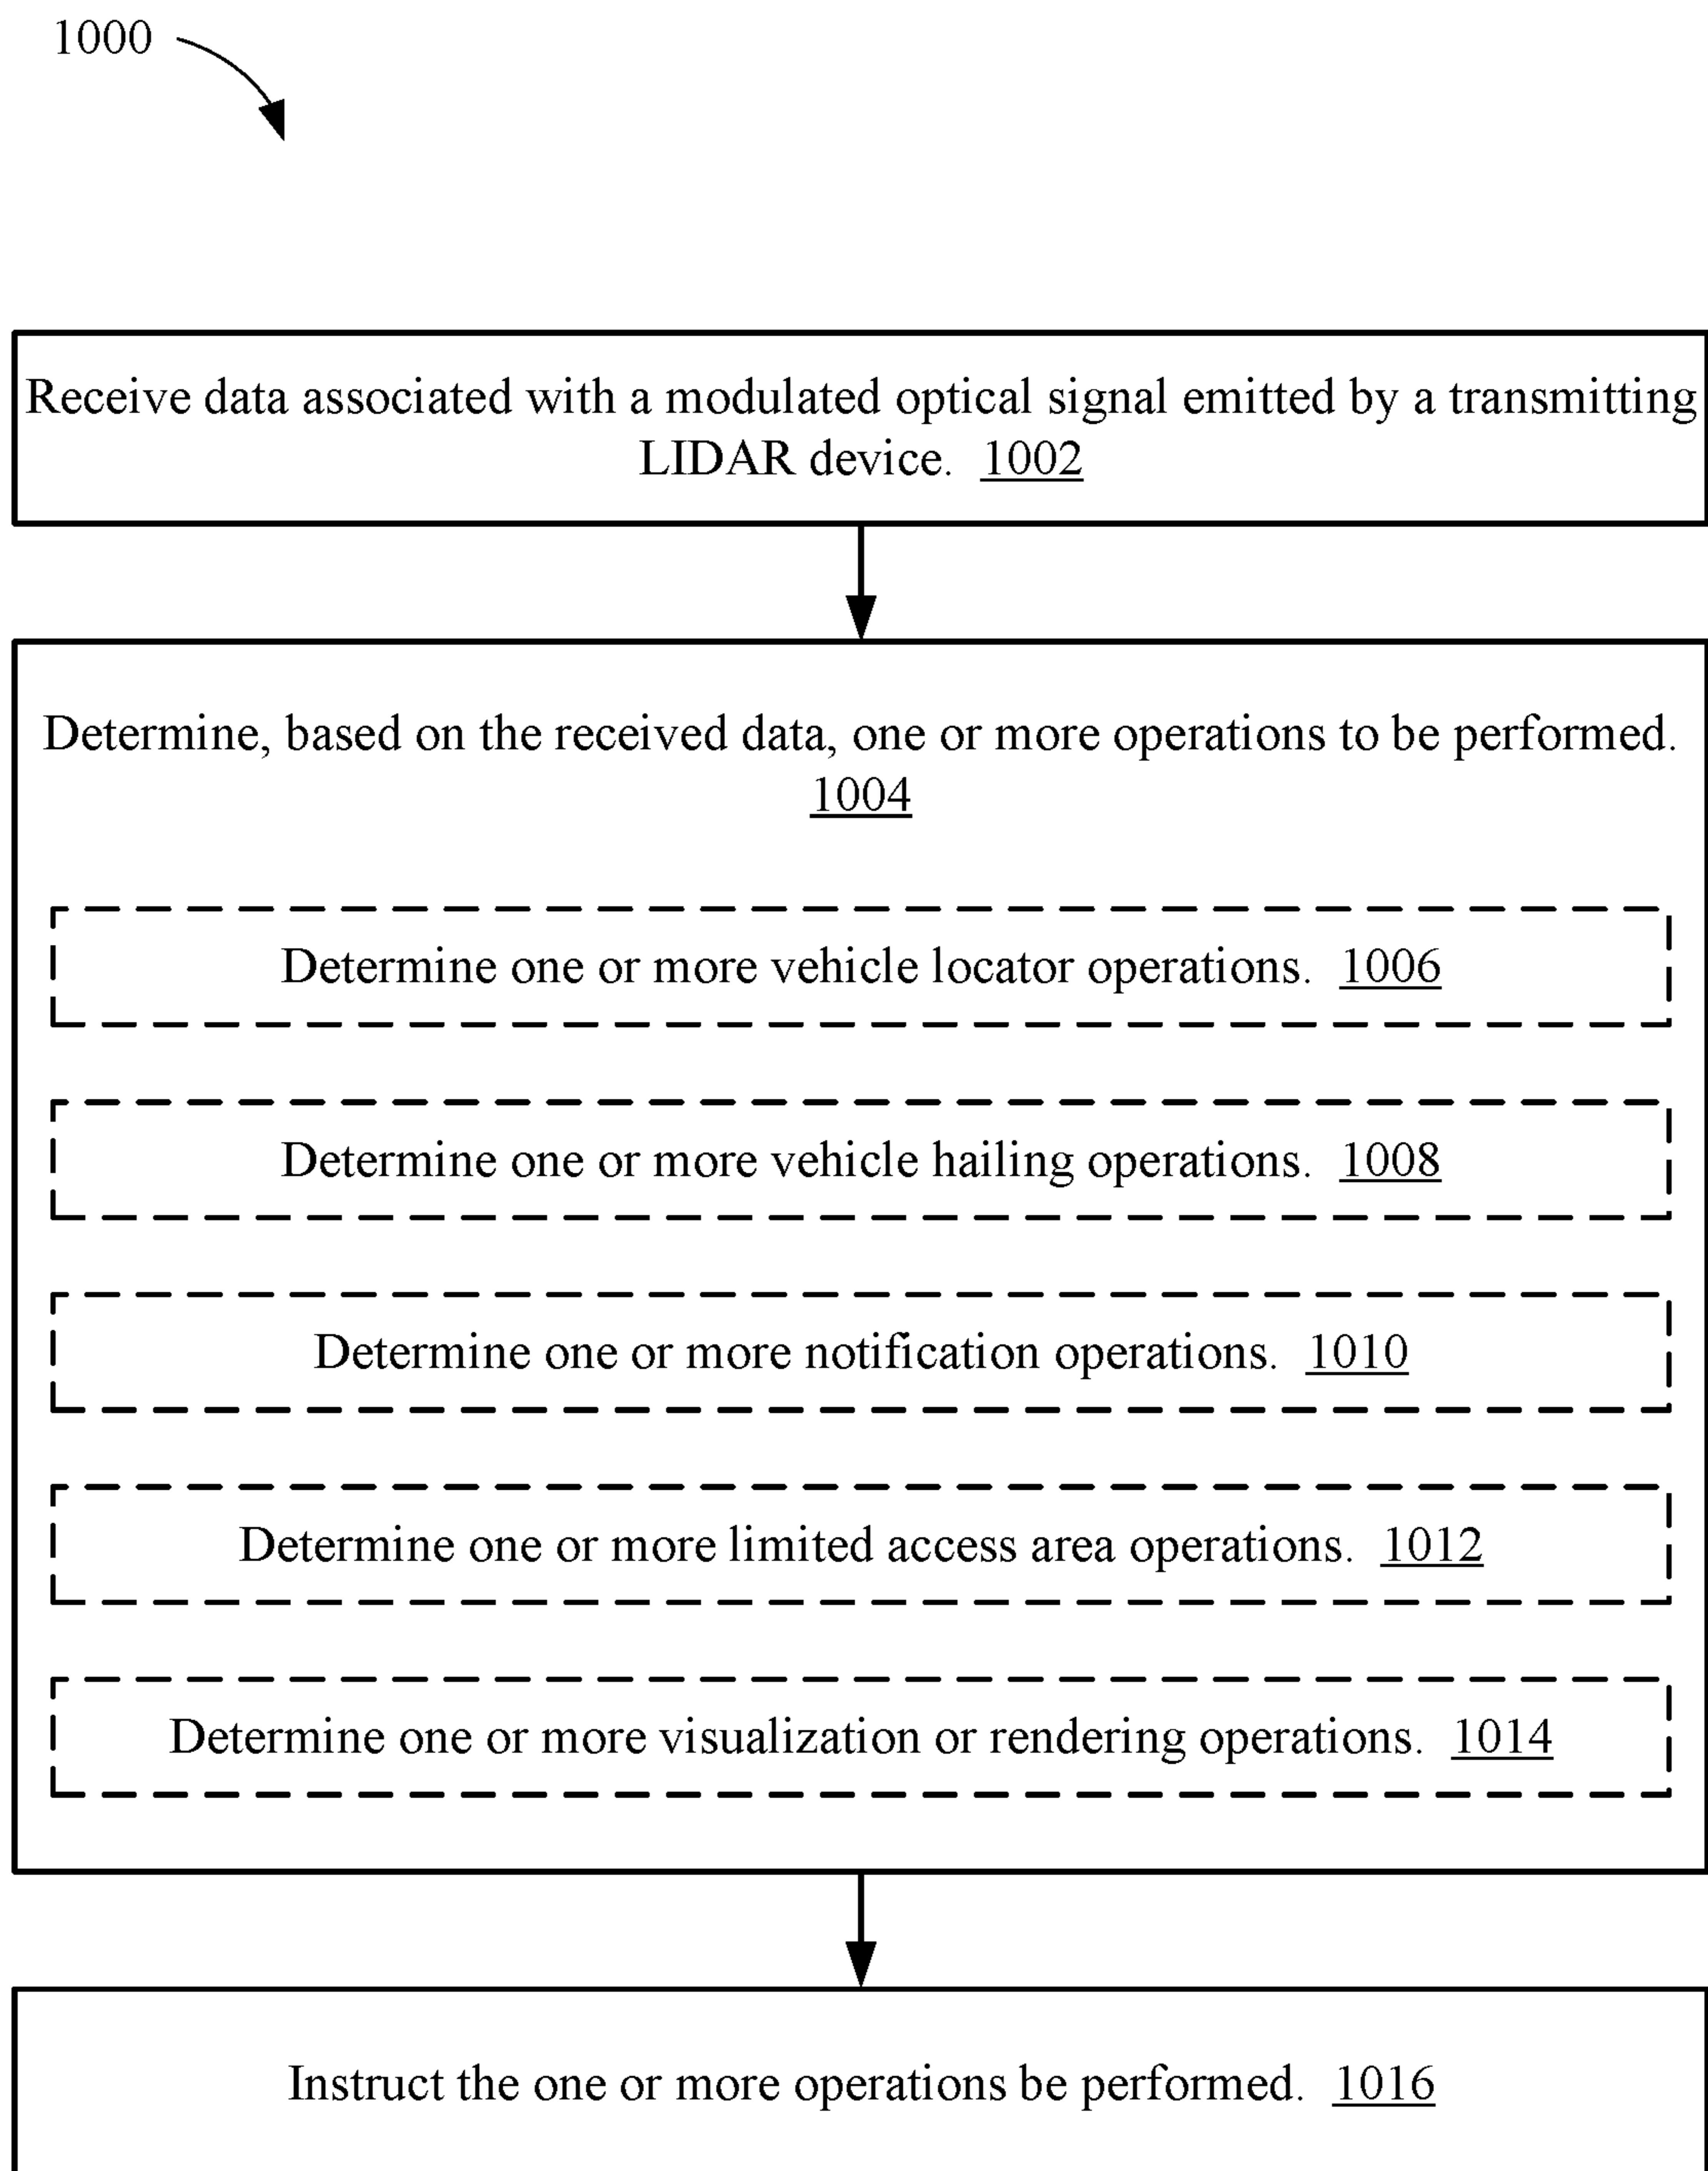 1000
Receive data associated with a modulated optical signal emitted by a transmitting
LIDAR device. 1002
Determine, based on the received data, one or more operations to be performed.
1004
Determine one or more vehicle locator operations. 1006
Determine one or more vehicle hailing operations. 1008
Determine one or more notification operations. 1010
Determine one or more limited access area operations. 1012
Determine one or more visualization or rendering operations. 1014
Instruct the one or more operations be performed. 1016